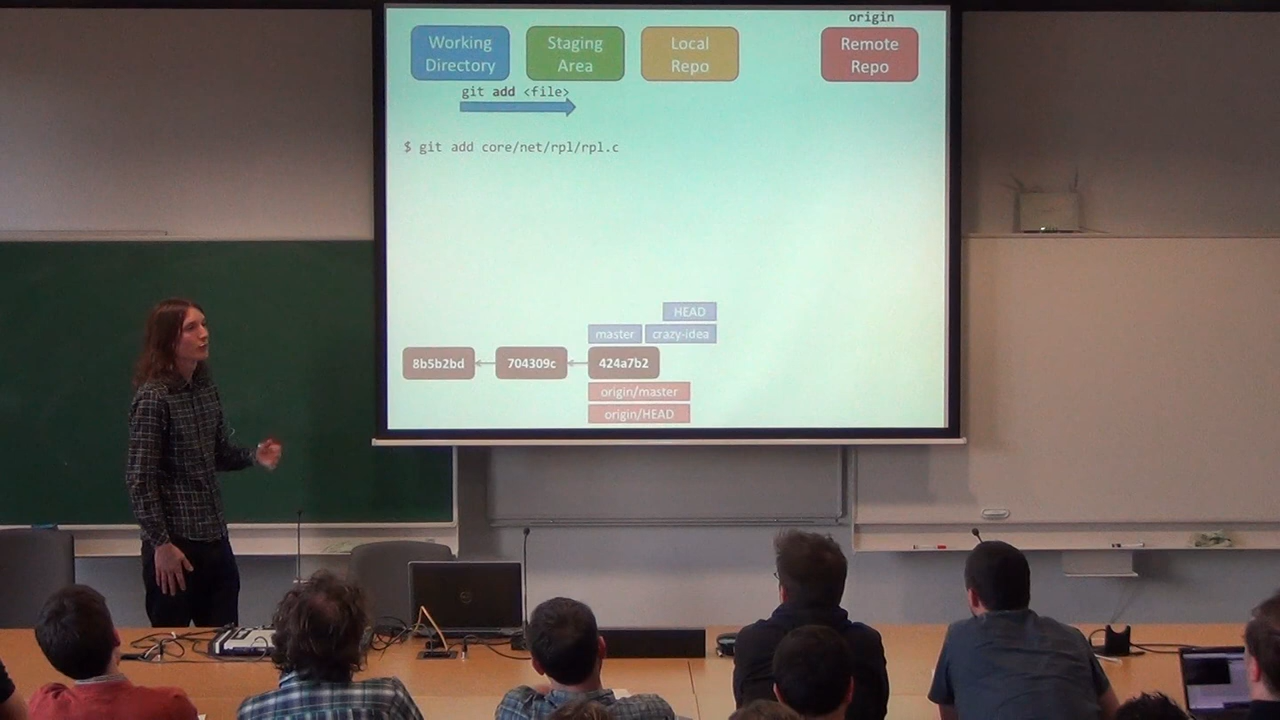 origin
Working
Directory
Staging
Area
Local
Repo
Remote
Repo
git add <file>
$ git add core/net/rpl/rpl.c
HEAD
master
crazy-idea
8b5b2bd
704309c
424a7b2
origin/master
origin/HEAD